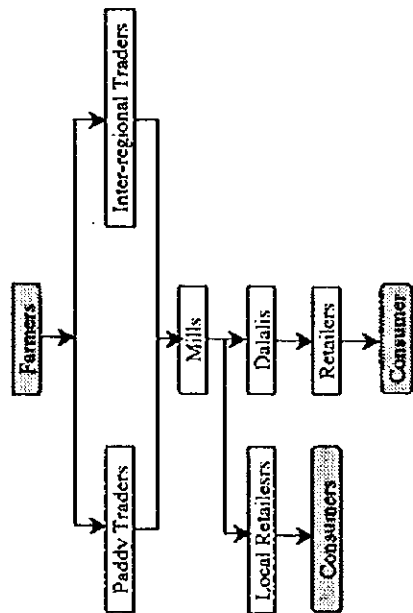 Farmers
Paddy Traders
Inter-regional Traders
Mills
Local Retailesrs
Dalalis
Retailers
Consumers
Consumer